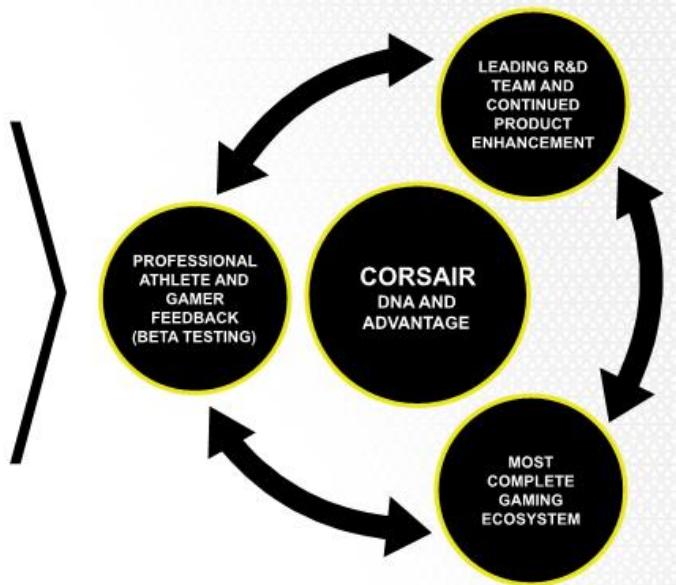 LEADING R&D
TEAM AND
CONTINUED
PRODUCT
ENHANCEMENT
PROFESSIONAL
ATHLETE AND
GAMER
FEEDBACK
(BETA TESTING)
CORSAIR
DNA AND
ADVANTAGE
MOST
COMPLETE
GAMING
ECOSYSTEM